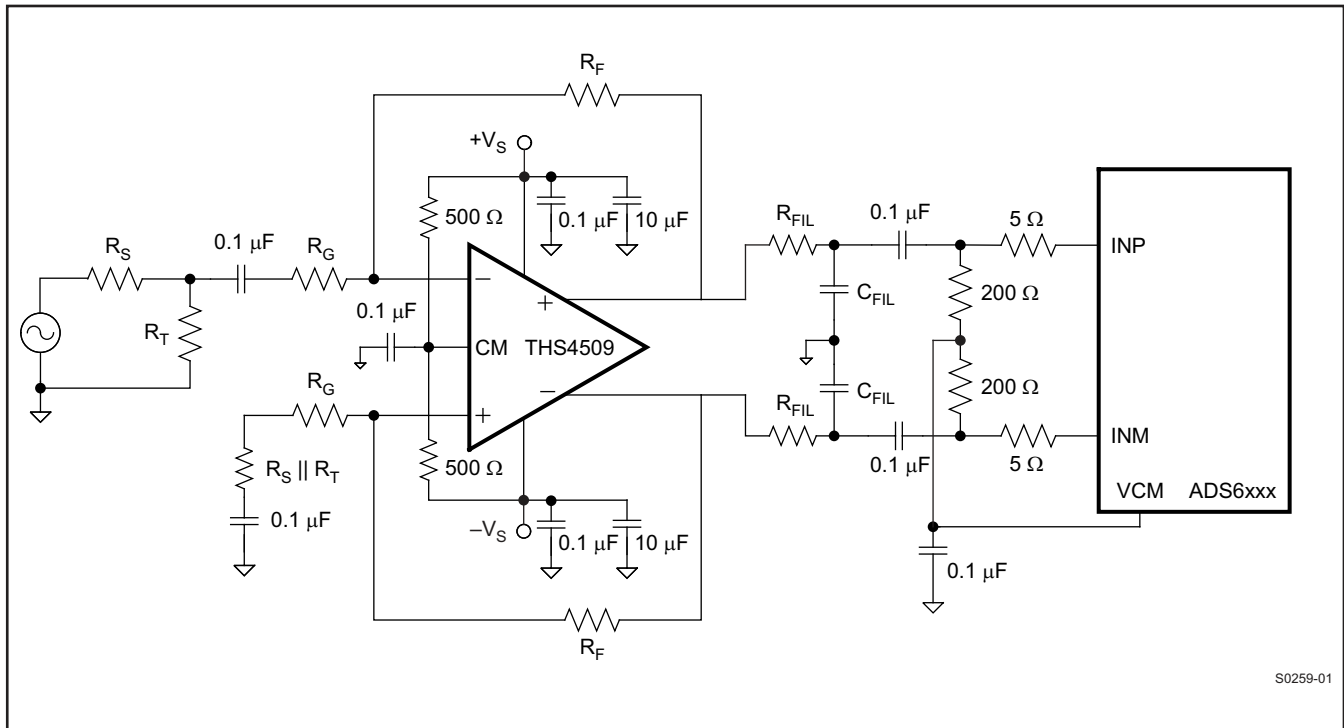 R_F
+V_S
500 Ω
0.1 µF
10 µF
R_S
0.1 µF
R_G
R_T
0.1 µF
−
+
CM THS4509
R_FIL
0.1 µF
5 Ω
INP
C_FIL
200 Ω
R_G
+
−
R_FIL
C_FIL
200 Ω
0.1 µF
5 Ω
INM
VCM ADS6xxx
R_S || R_T
0.1 µF
500 Ω
−V_S
0.1 µF
10 µF
0.1 µF
R_F
S0259-01